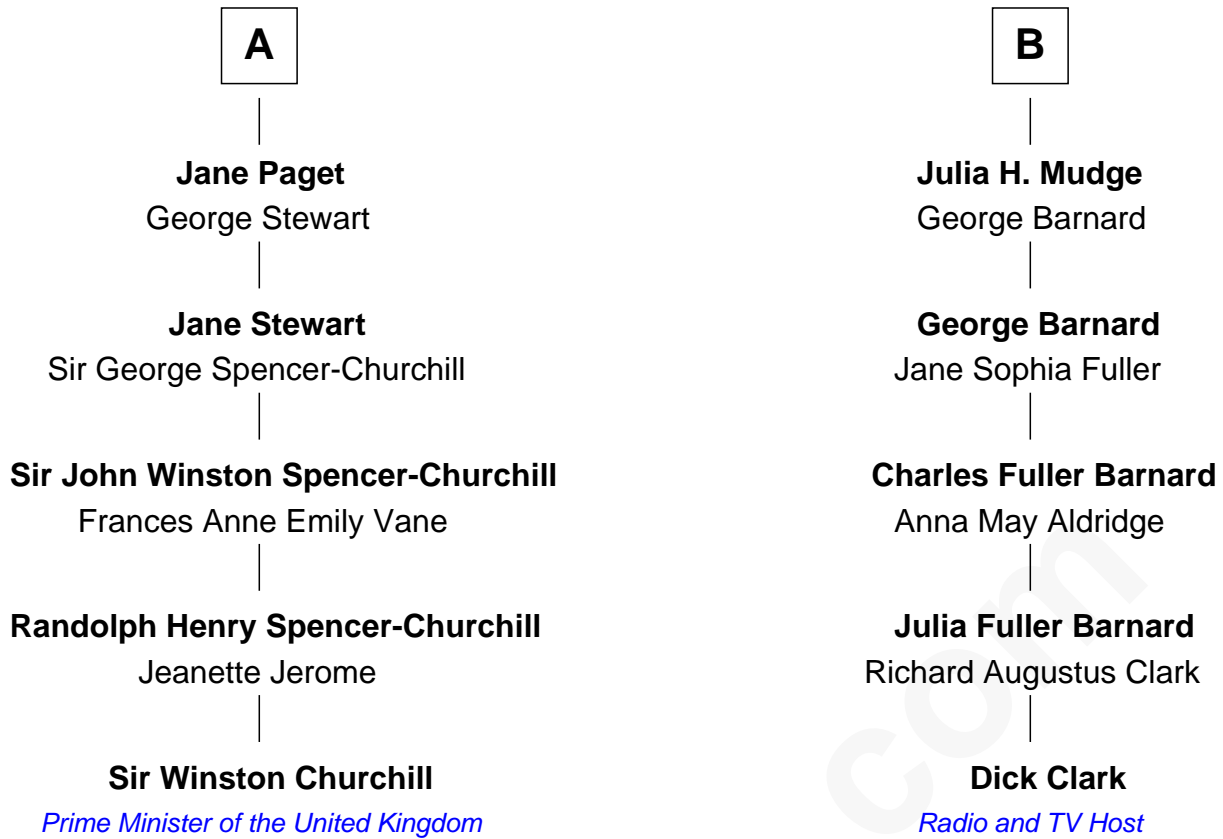 A
Jane Paget
George Stewart
Jane Stewart
Sir George Spencer-Churchill
Sir John Winston Spencer-Churchill
Frances Anne Emily Vane
Randolph Henry Spencer-Churchill
Jeanette Jerome
Sir Winston Churchill
Prime Minister of the United Kingdom
B
Julia H. Mudge
George Barnard
George Barnard
Jane Sophia Fuller
Charles Fuller Barnard
Anna May Aldridge
Julia Fuller Barnard
Richard Augustus Clark
Dick Clark
Radio and TV Host
com